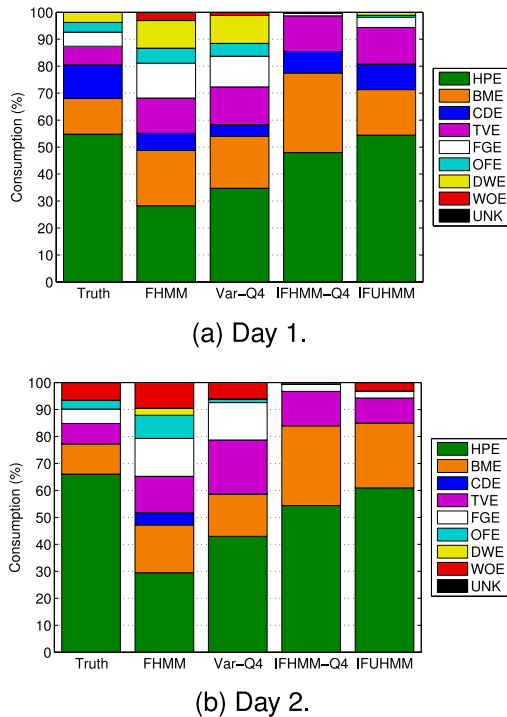 100
90
80
70
60
50
40
30
20
10
0
Consumption (%)
Truth FHMM Var-Q4 IFHMM-Q4 IFUHMM
HPE
BME
CDE
TVE
FGE
OFE
DWE
WOE
UNK
(a) Day 1.
100
90
80
70
60
50
40
30
20
10
0
Consumption (%)
Truth FHMM Var-Q4 IFHMM-Q4 IFUHMM
HPE
BME
CDE
TVE
FGE
OFE
DWE
WOE
UNK
(b) Day 2.